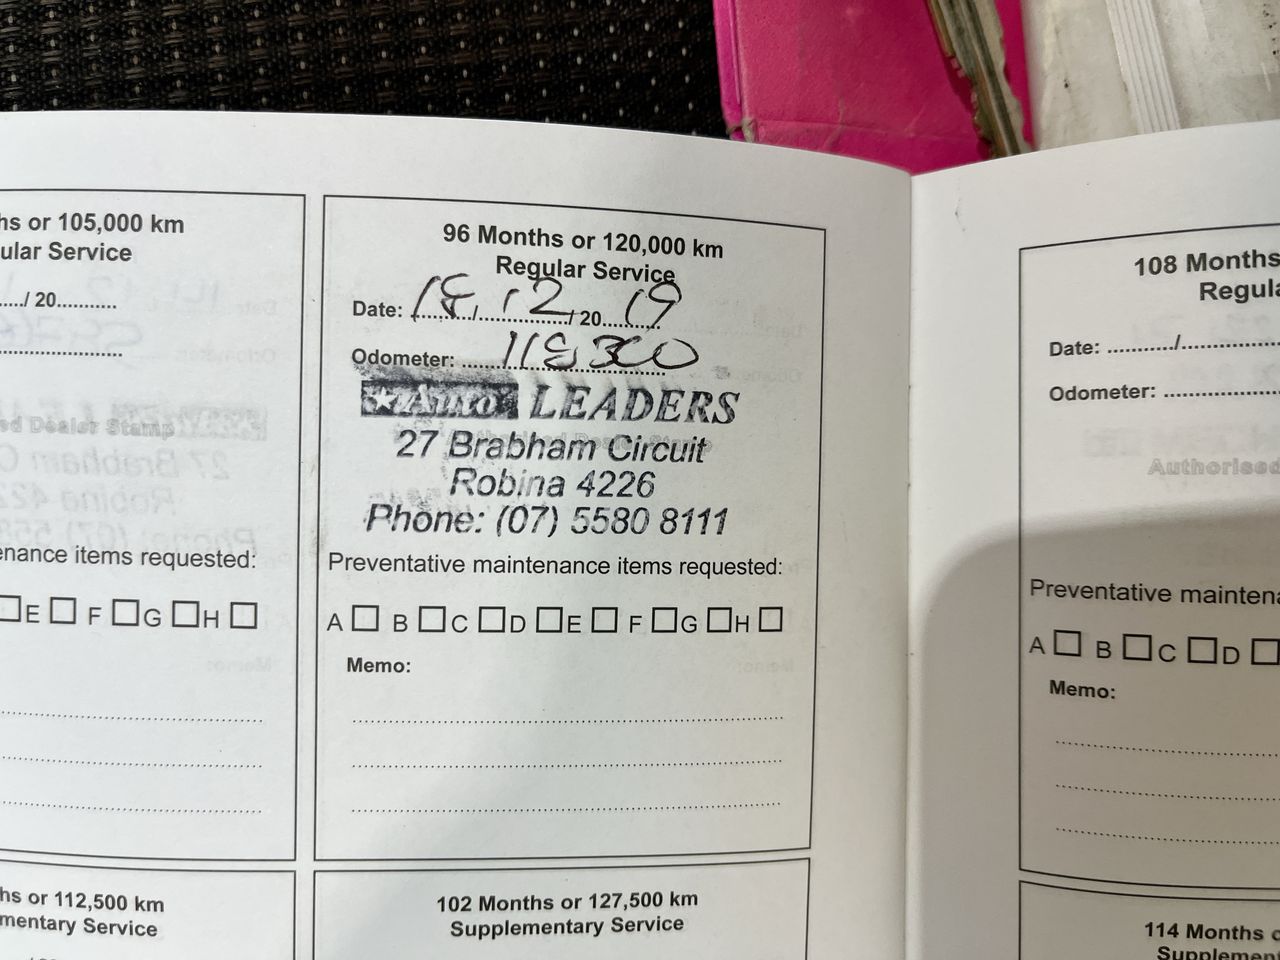 hs or 105,000 km
ular Service
...../ 20............
96 Months or 120,000 km
Regular Service
Date: 18/12/2019
Odometer: 118300
Auto LEADERS
27 Brabham Circuit
Robina 4226
Phone: (07) 5580 8111
Preventative maintenance items requested:
A B C D E F G H
Memo:
enance items requested:
E F G H
108 Months
Regula
Date: .........../.................
Odometer: ....................
Authorised
Preventative maintena
A B C D
Memo:
hs or 112,500 km
mentary Service
102 Months or 127,500 km
Supplementary Service
114 Months o
Supplemen